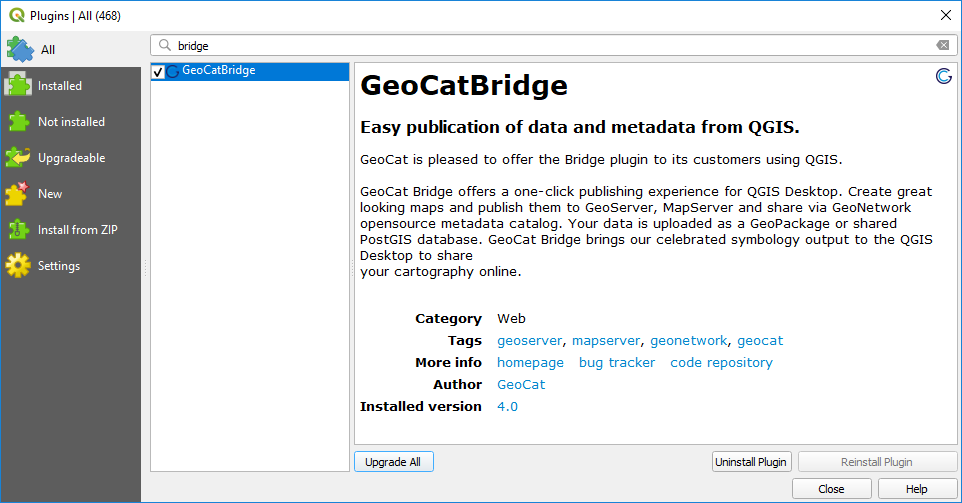 Plugins | All (468)
All
Installed
Not installed
Upgradeable
New
Install from ZIP
Settings
bridge
GeoCatBridge
GeoCatBridge
Easy publication of data and metadata from QGIS.
GeoCat is pleased to offer the Bridge plugin to its customers using QGIS.
GeoCat Bridge offers a one-click publishing experience for QGIS Desktop. Create great
looking maps and publish them to GeoServer, MapServer and share via GeoNetwork
opensource metadata catalog. Your data is uploaded as a GeoPackage or shared
PostGIS database. GeoCat Bridge brings our celebrated symbology output to the QGIS
Desktop to share
your cartography online.
Category Web
Tags geoserver, mapserver, geonetwork, geocat
More info homepage bug tracker code repository
Author GeoCat
Installed version 4.0
Upgrade All Uninstall Plugin Reinstall Plugin
Close Help